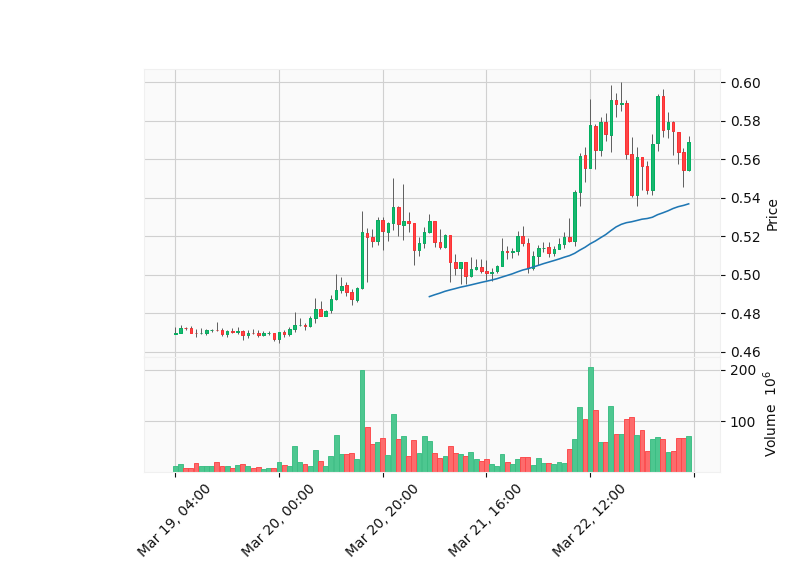 0.60
0.58
0.56
0.54
0.52
0.50
0.48
0.46
Price
200
100
Volume 10^6
Mar 19, 04:00
Mar 20, 00:00
Mar 20, 20:00
Mar 21, 16:00
Mar 22, 12:00